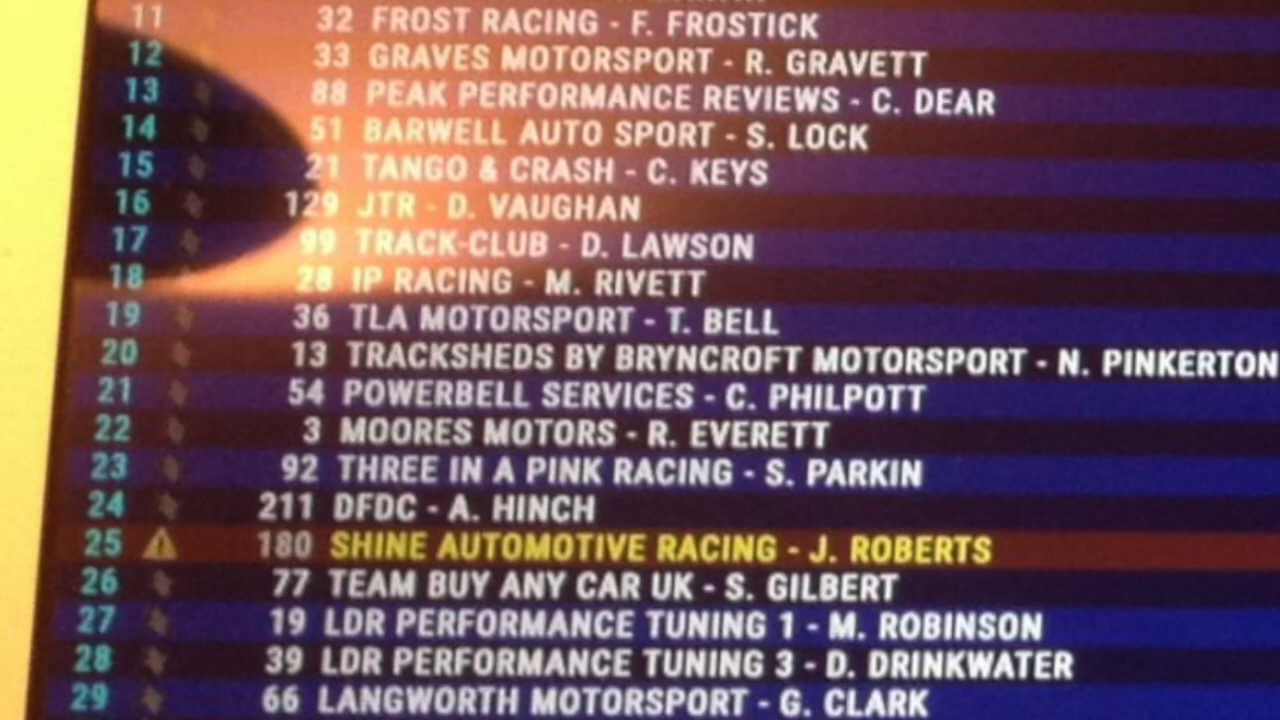 11 32 FROST RACING - F. FROSTICK
12 33 GRAVES MOTORSPORT - R. GRAVETT
13 88 PEAK PERFORMANCE REVIEWS - C. DEAR
14 51 BARWELL AUTO SPORT - S. LOCK
15 21 TANGO & CRASH - C. KEYS
16 129 JTR - D. VAUGHAN
17 99 TRACK-CLUB - D. LAWSON
18 28 IP RACING - M. RIVETT
19 36 TLA MOTORSPORT - T. BELL
20 13 TRACKSHEDS BY BRYNCROFT MOTORSPORT - N. PINKERTON
21 54 POWERBELL SERVICES - C. PHILPOTT
22 3 MOORES MOTORS - R. EVERETT
23 92 THREE IN A PINK RACING - S. PARKIN
24 211 DFDC - A. HINCH
25 180 SHINE AUTOMOTIVE RACING - J. ROBERTS
26 77 TEAM BUY ANY CAR UK - S. GILBERT
27 19 LDR PERFORMANCE TUNING 1 - M. ROBINSON
28 39 LDR PERFORMANCE TUNING 3 - D. DRINKWATER
29 66 LANGWORTH MOTORSPORT - G. CLARK